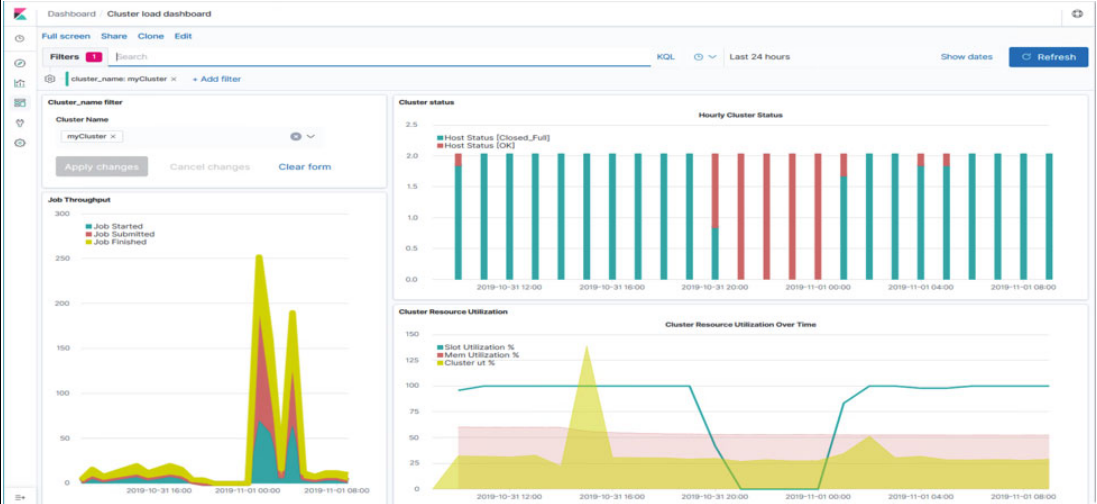 Dashboard / Cluster load dashboard
Full screen Share Clone Edit
Filters 1 Search KQL Last 24 hours Show dates Refresh
cluster_name: myCluster × + Add filter
Cluster_name filter
Cluster Name
myCluster ×
Apply changes Cancel changes Clear form
Job Throughput
300
Job Started
Job Submitted
Job Finished
250
200
150
100
50
0
2019-10-31 16:00 2019-11-01 00:00 2019-11-01 08:00
Cluster status
Hourly Cluster Status
2.5
Host Status [Closed_Full]
Host Status [OK]
2.0
1.5
1.0
0.5
0.0
2019-10-31 12:00 2019-10-31 16:00 2019-10-31 20:00 2019-11-01 00:00 2019-11-01 04:00 2019-11-01 08:00
Cluster Resource Utilization
Cluster Resource Utilization Over Time
150
Slot Utilization %
Mem Utilization %
Cluster ut %
125
100
75
50
25
0
2019-10-31 12:00 2019-10-31 16:00 2019-10-31 20:00 2019-11-01 00:00 2019-11-01 04:00 2019-11-01 08:00